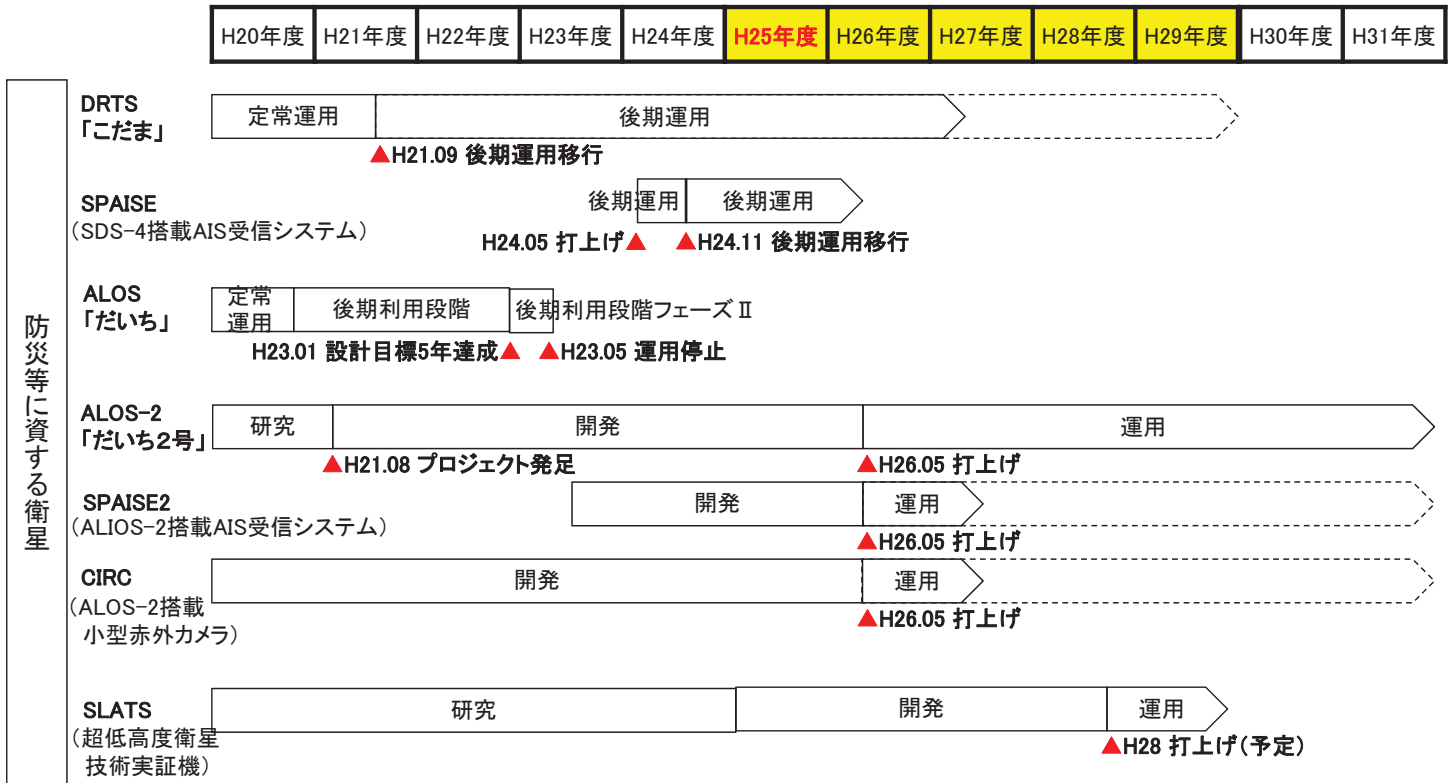 H20年度 H21年度 H22年度 H23年度 H24年度 H25年度 H26年度 H27年度 H28年度 H29年度 H30年度 H31年度
防災等に資する衛星
DRTS
「こだま」
定常運用 後期運用
▲H21.09 後期運用移行
SPAISE
(SDS-4搭載AIS受信システム)
後期運用 後期運用
H24.05 打上げ▲ ▲H24.11 後期運用移行
ALOS
「だいち」
定常
運用
後期利用段階 後期利用段階フェーズⅡ
H23.01 設計目標5年達成▲ ▲H23.05 運用停止
ALOS-2
「だいち2号」
研究 開発 運用
▲H21.08 プロジェクト発足 ▲H26.05 打上げ
SPAISE2
(ALIOS-2搭載AIS受信システム)
開発 運用
▲H26.05 打上げ
CIRC
(ALOS-2搭載
小型赤外カメラ)
開発 運用
▲H26.05 打上げ
SLATS
(超低高度衛星
技術実証機)
研究 開発 運用
▲H28 打上げ(予定)